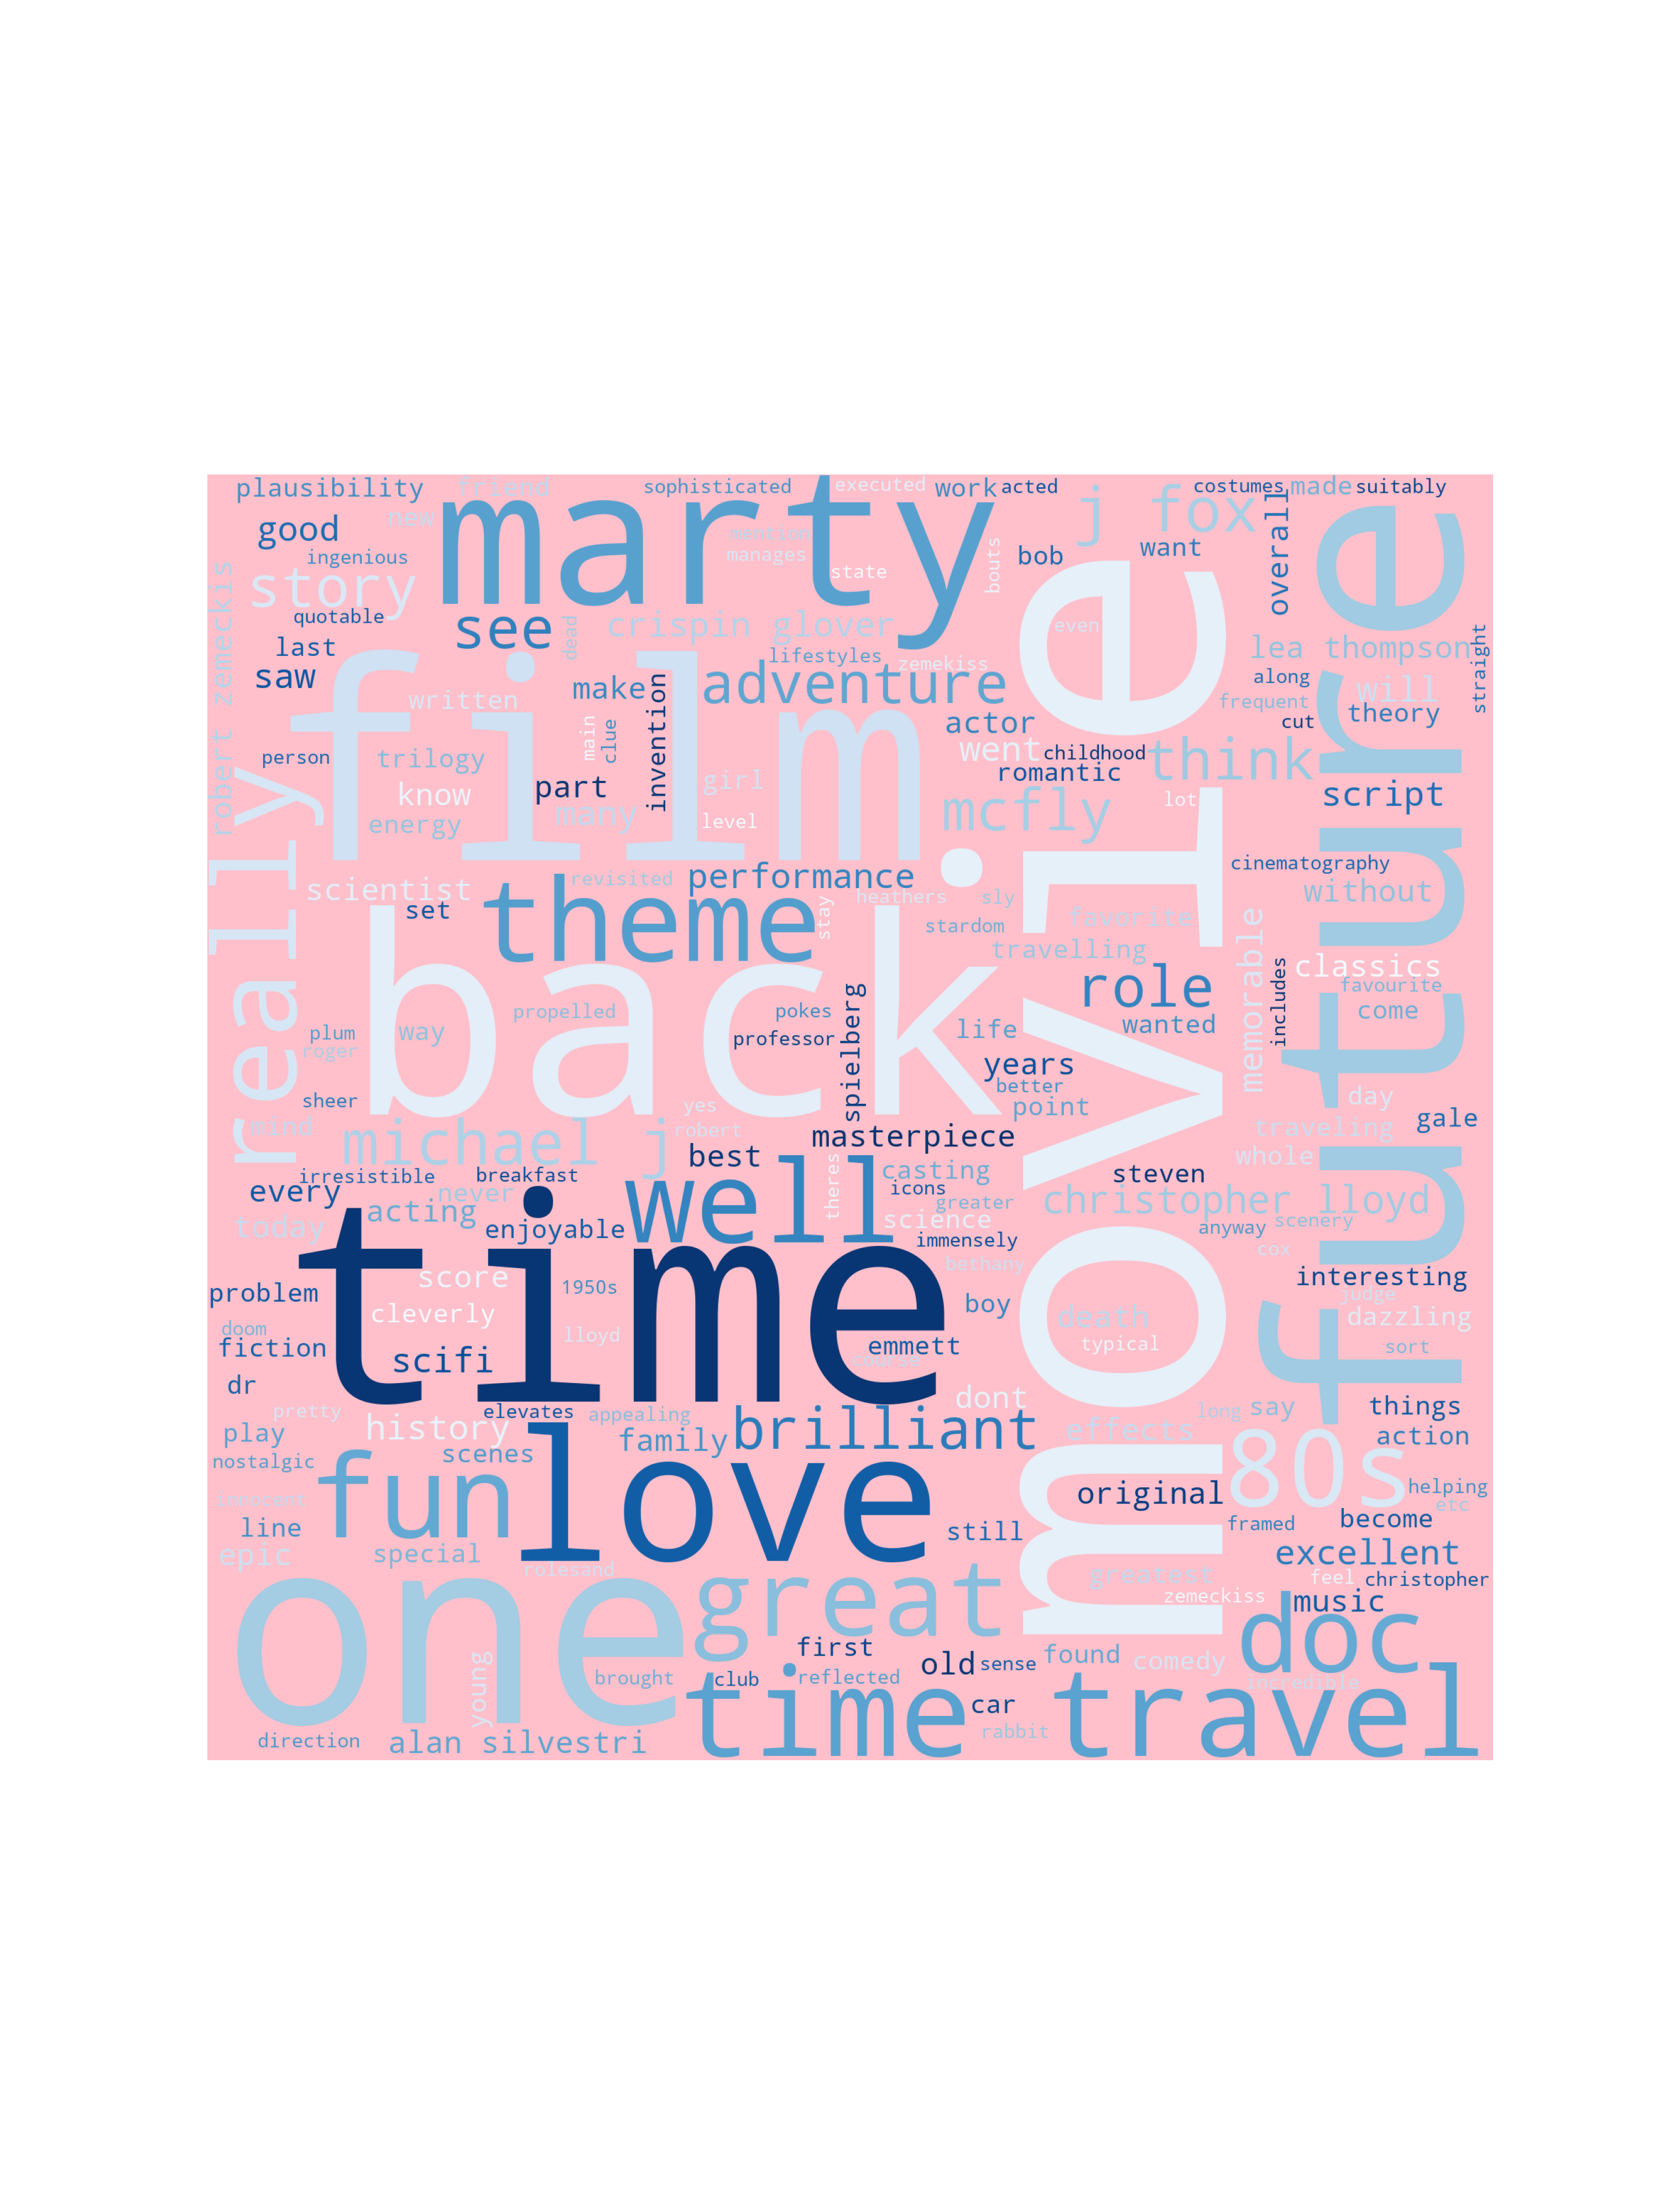 plausibility
friend
sophisticated
executed
work
acted
costumes
made
suitably
marty
j fox
good
new
mention
manages
bouts
bob
want
overall
ingenious
state
story
quotable
see
dead
crispin glover
even
last
lifestyles
zemekiss
lea thompson
straight
saw
robert zemeckis
written
make
invention
adventure
along
will
frequent
theory
film
main
clue
actor
cut
person
trilogy
went
childhood
romantic
think
know
part
girl
lot
script
energy
many
level
mcfly
movie
future
really
scientist
revisited
performance
heathers
sly
cinematography
without
set
theme
stay
stardom
favorite
travelling
memorable
classics
back
role
includes
favourite
propelled
pokes
plum
way
professor
spielberg
life
wanted
come
roger
years
better
sheer
yes
point
day
mind
michael j
robert
masterpiece
traveling
gale
best
whole
irresistible
breakfast
casting
steven
every
never
well
theres
icons
greater
christopher lloyd
today
acting
enjoyable
science
immensely
anyway
scenery
time
bethany
cox
problem
score
1950s
interesting
cleverly
boy
judge
doom
lloyd
death
dazzling
fiction
scifi
emmett
course
typical
sort
dr
dont
pretty
elevates
appealing
long
say
things
play
history
family
brilliant
effects
action
nostalgic
scenes
fun
love
original
80s
helping
innocent
etc
line
still
framed
become
epic
special
excellent
rolesand
greatest
feel
christopher
one
great
zemeckiss
music
doc
first
young
old
sense
found
comedy
brought
club
reflected
incredible
time travel
car
rabbit
direction
alan silvestri